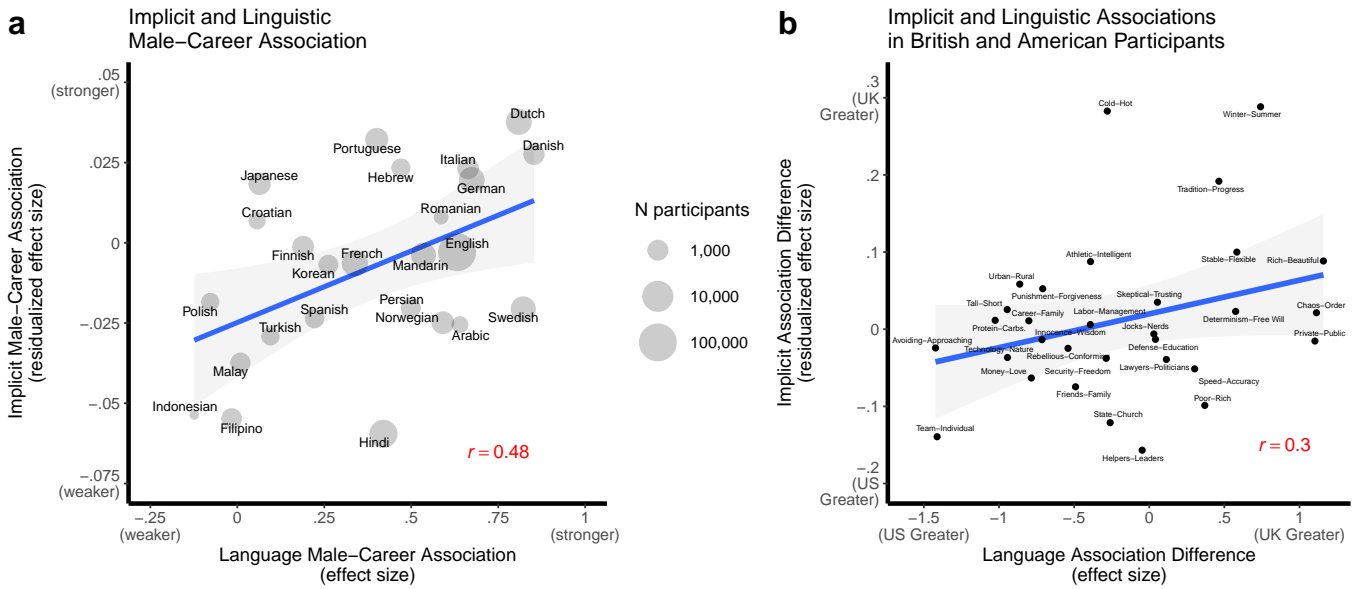 a
Implicit and Linguistic
Male−Career Association
Implicit Male−Career Association
(residualized effect size)
.05
(stronger)
.025
0
−.025
−.05
−.075
(weaker)
Dutch
Portuguese
Danish
Italian
Hebrew
German
Japanese
Romanian
Croatian
English
Finnish
French
Korean
Mandarin
Polish
Spanish
Persian
Turkish
Norwegian
Swedish
Arabic
Malay
Indonesian
Filipino
Hindi
r = 0.48
−.25
(weaker)
0
.25
.5
.75
1
(stronger)
Language Male−Career Association
(effect size)
N participants
1,000
10,000
100,000
b
Implicit and Linguistic Associations
in British and American Participants
Implicit Association Difference
(residualized effect size)
.3
(UK
Greater)
.2
.1
0
−.1
−.2
(US
Greater)
Cold−Hot
Winter−Summer
Tradition−Progress
Athletic−Intelligent
Stable−Flexible
Rich−Beautiful
Urban−Rural
Punishment−Forgiveness
Skeptical−Trusting
Tall−Short
Career−Family
Labor−Management
Chaos−Order
Determinism−Free Will
Protein−Carbs.
Innocence−Wisdom
Jocks−Nerds
Private−Public
Avoiding−Approaching
Technology−Nature
Rebellious−Conforming
Defense−Education
Money−Love
Security−Freedom
Lawyers−Politicians
Speed−Accuracy
Friends−Family
Poor−Rich
State−Church
Team−Individual
Helpers−Leaders
r = 0.3
−1.5
(US Greater)
−1
−.5
0
.5
1
(UK Greater)
Language Association Difference
(effect size)